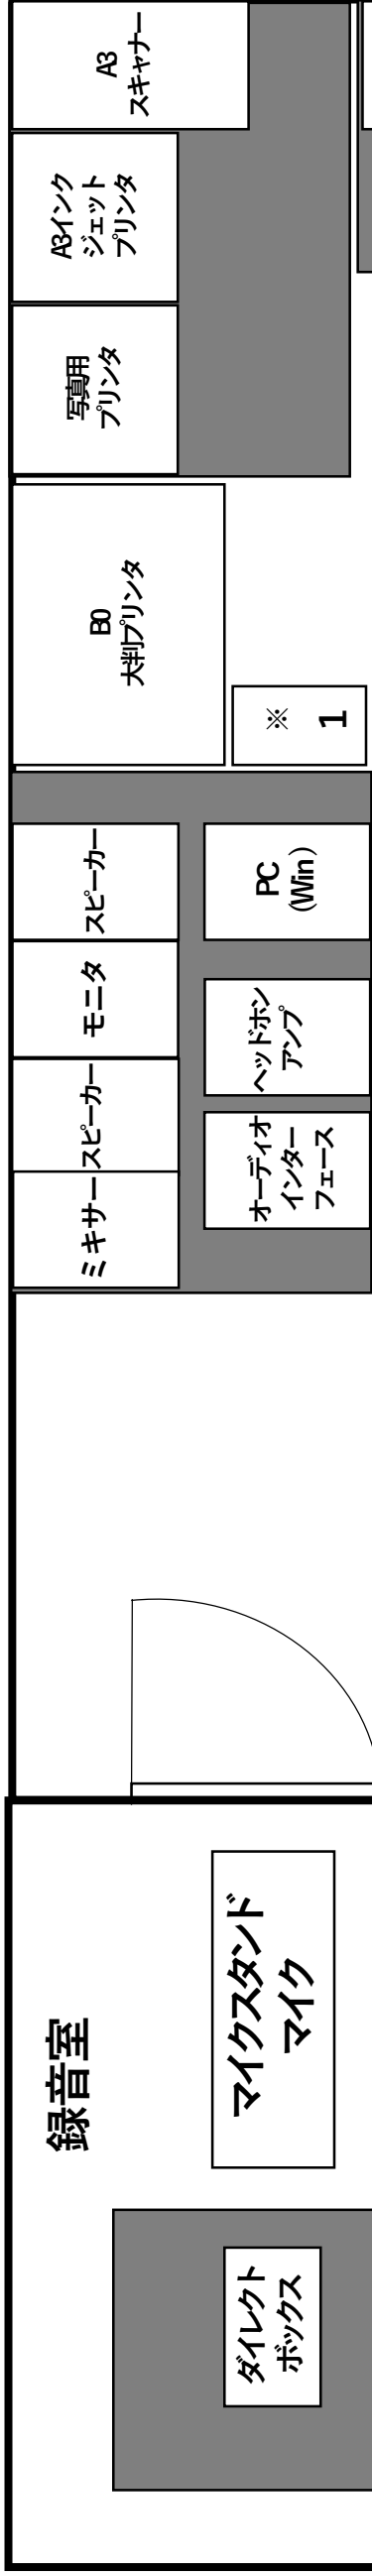 A3
スキャナー
A3インク
ジェット
プリンタ
写真用
プリンタ
B0
大判プリンタ
※
1
スピーカー
モニタ
スピーカー
ミキサー
PC
(Win）
ヘッドホン
アンプ
オーディオ
インター
フェース
録音室
マイクスタンド
マイク
ダイレクト
ボックス